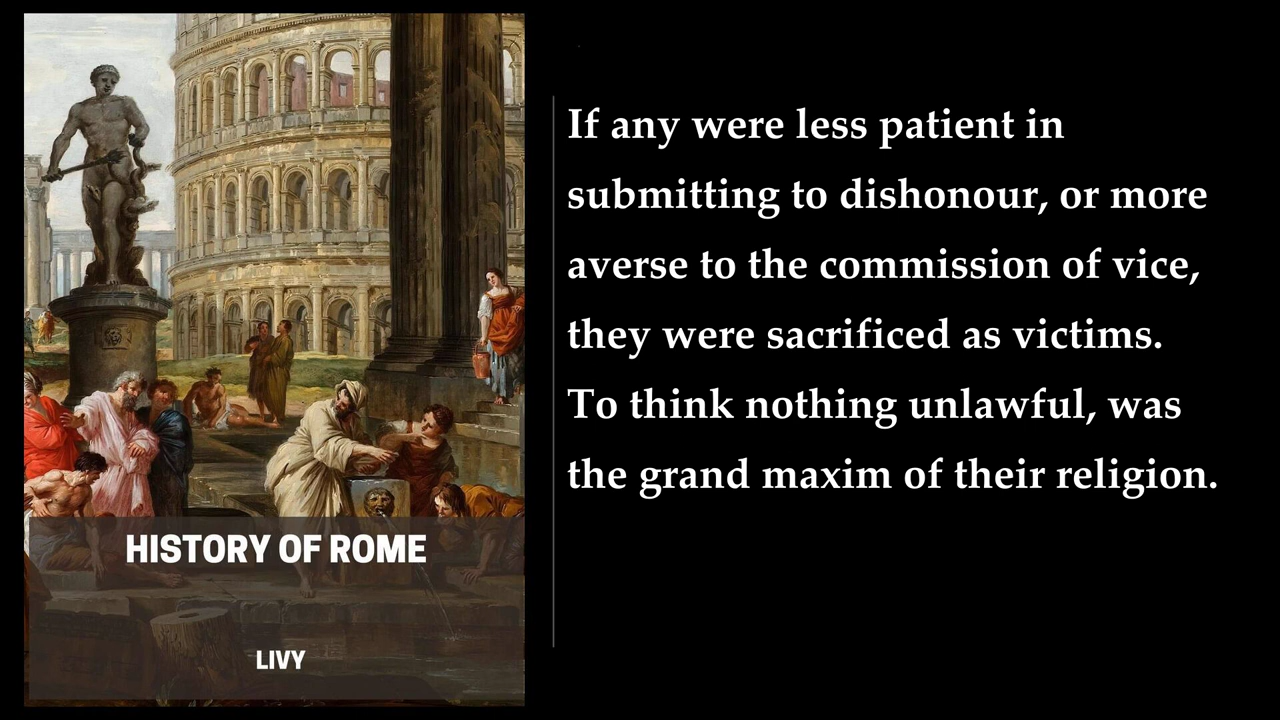 HISTORY OF ROME
LIVY
If any were less patient in
submitting to dishonour, or more
averse to the commission of vice,
they were sacrificed as victims.
To think nothing unlawful, was
the grand maxim of their religion.